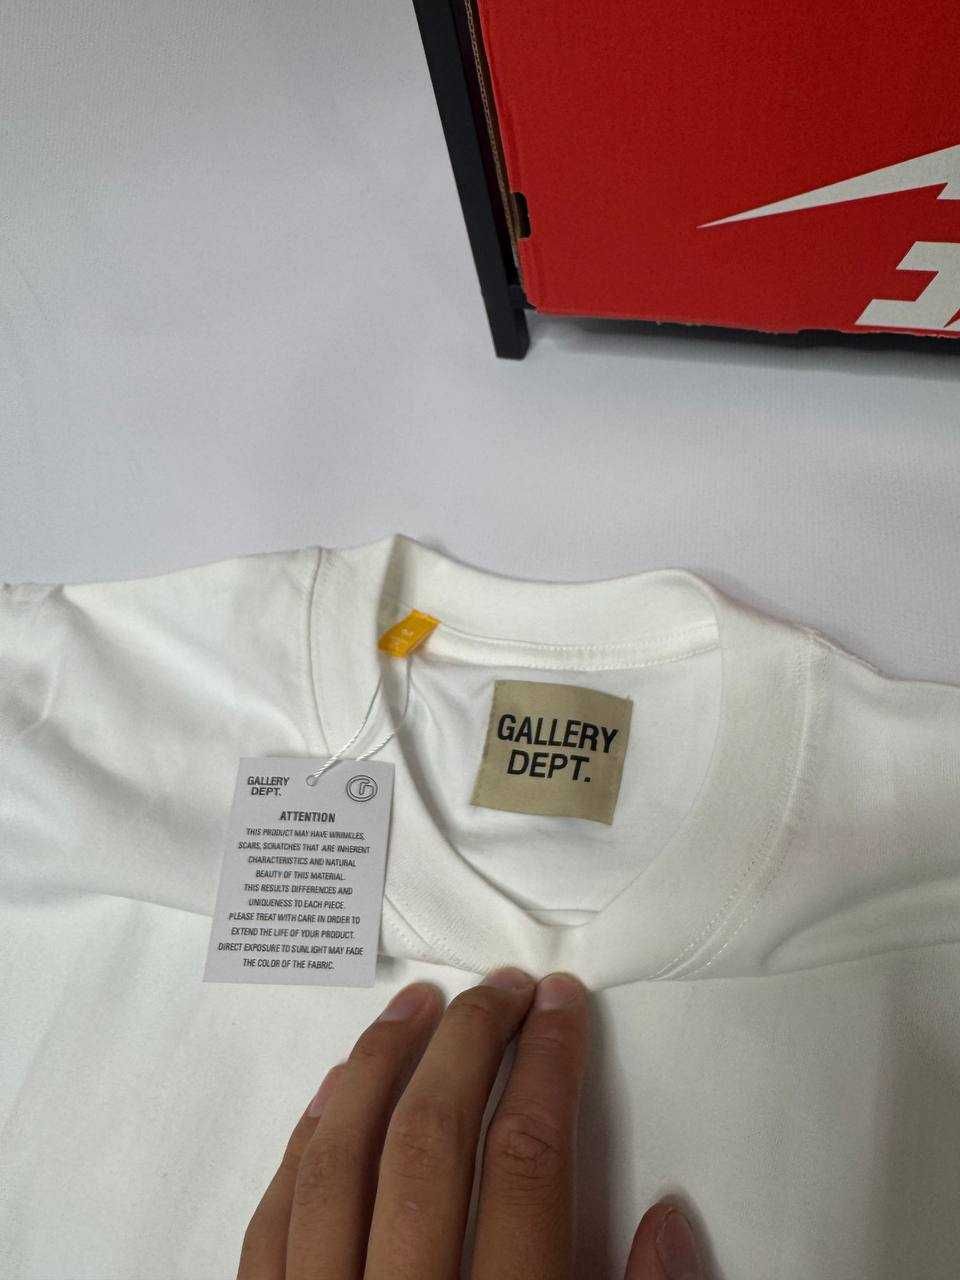 GALLERY
DEPT.
GALLERY
DEPT.
ATTENTION
THIS PRODUCT MAY HAVE WRINKLES,
SCARS, SCRATCHES THAT ARE INHERENT
CHARACTERISTICS AND NATURAL
BEAUTY OF THIS MATERIAL.
THIS RESULTS DIFFERENCES AND
UNIQUENESS TO EACH PIECE.
PLEASE TREAT WITH CARE IN ORDER TO
EXTEND THE LIFE OF YOUR PRODUCT.
DIRECT EXPOSURE TO SUNLIGHT MAY FADE
THE COLOR OF THE FABRIC.